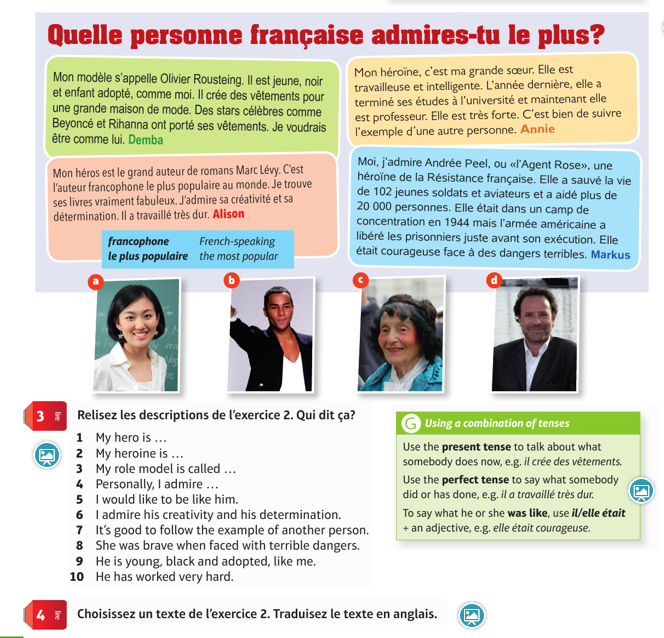 Quelle personne française admires-tu le plus?
Mon modèle s'appelle Olivier Rousteing. Il est jeune, noir
et enfant adopté, comme moi. Il crée des vêtements pour
une grande maison de mode. Des stars célèbres comme
Beyoncé et Rihanna ont porté ses vêtements. Je voudrais
être comme lui. Demba
Mon héroïne, c'est ma grande sœur. Elle est
travailleuse et intelligente. L'année dernière, elle a
terminé ses études à l'université et maintenant elle
est professeur. Elle est très forte. C'est bien de suivre
l'exemple d'une autre personne. Annie
Mon héros est le grand auteur de romans Marc Lévy. C'est
l'auteur francophone le plus populaire au monde. Je trouve
ses livres vraiment fabuleux. J'admire sa créativité et sa
détermination. Il a travaillé très dur. Alison
francophone French-speaking
le plus populaire the most popular
Moi, j'admire Andrée Peel, ou «l'Agent Rose», une
héroïne de la Résistance française. Elle a sauvé la vie
de 102 jeunes soldats et aviateurs et a aidé plus de
20 000 personnes. Elle était dans un camp de
concentration en 1944 mais l'armée américaine a
libéré les prisonniers juste avant son exécution. Elle
était courageuse face à des dangers terribles. Markus
a
b
c
d
3 lire Relisez les descriptions de l'exercice 2. Qui dit ça?
1 My hero is …
2 My heroine is …
3 My role model is called …
4 Personally, I admire …
5 I would like to be like him.
6 I admire his creativity and his determination.
7 It's good to follow the example of another person.
8 She was brave when faced with terrible dangers.
9 He is young, black and adopted, like me.
10 He has worked very hard.
G Using a combination of tenses
Use the present tense to talk about what
somebody does now, e.g. il crée des vêtements.
Use the perfect tense to say what somebody
did or has done, e.g. il a travaillé très dur.
To say what he or she was like, use il/elle était
+ an adjective, e.g. elle était courageuse.
4 lire Choisissez un texte de l'exercice 2. Traduisez le texte en anglais.